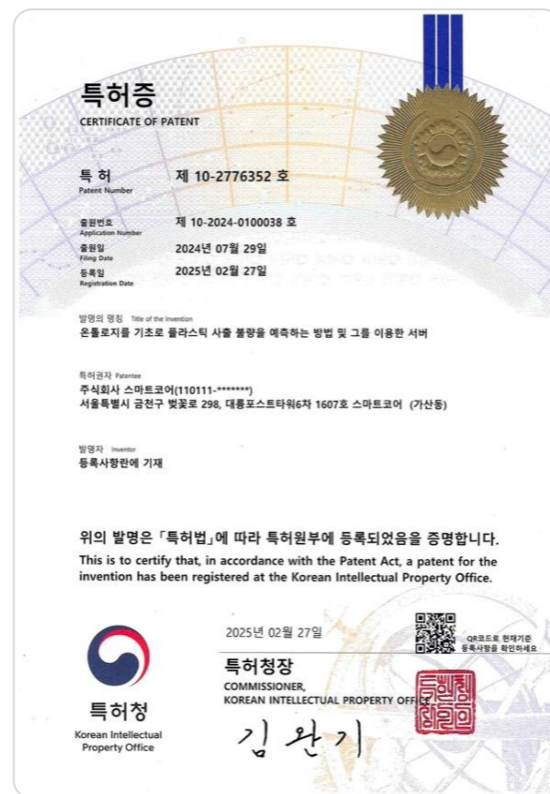 특허증
CERTIFICATE OF PATENT
특 허 제 10-2776352 호
Patent Number
출원번호 제 10-2024-0100038 호
Application Number
출원일 2024년 07월 29일
Filing Date
등록일 2025년 02월 27일
Registration Date
발명의 명칭 Title of the Invention
온톨로지를 기초로 플라스틱 사출 불량을 예측하는 방법 및 그를 이용한 서버
특허권자 Patentee
주식회사 스마트코어(110111-*******)
서울특별시 금천구 벚꽃로 298, 대륭포스트타워6차 1607호 스마트코어 (가산동)
발명자 Inventor
등록사항란에 기재
위의 발명은 「특허법」에 따라 특허원부에 등록되었음을 증명합니다.
This is to certify that, in accordance with the Patent Act, a patent for the
invention has been registered at the Korean Intellectual Property Office.
2025년 02월 27일
QR코드로 현재기준
등록사항을 확인하세요
특허청장
COMMISSIONER,
KOREAN INTELLECTUAL PROPERTY OFFICE
김완기
특허청
Korean Intellectual
Property Office